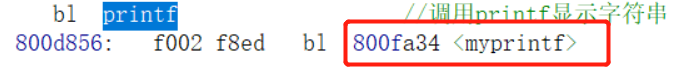 bl printf //调用printf显示字符串
800d856: f002 f8ed bl 800fa34 <myprintf>